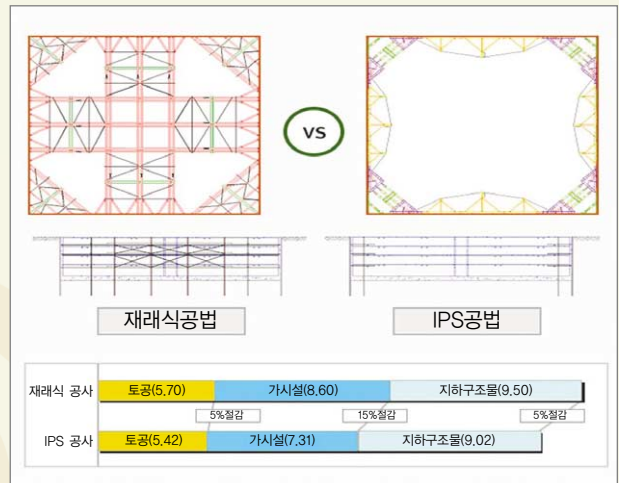 VS
재래식공법
IPS공법
재래식 공사 토공(5.70) 가시설(8.60) 지하구조물(9.50)
5%절감 15%절감 5%절감
IPS 공사 토공(5.42) 가시설(7.31) 지하구조물(9.02)